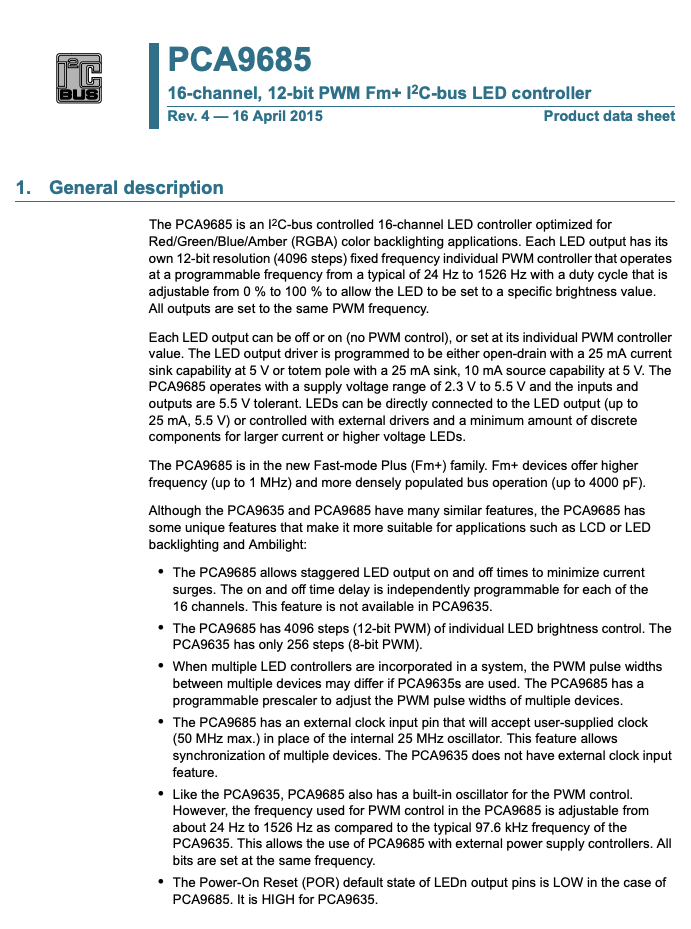 I²C
BUS
PCA9685
16-channel, 12-bit PWM Fm+ I²C-bus LED controller
Rev. 4 — 16 April 2015 Product data sheet
1. General description
The PCA9685 is an I²C-bus controlled 16-channel LED controller optimized for
Red/Green/Blue/Amber (RGBA) color backlighting applications. Each LED output has its
own 12-bit resolution (4096 steps) fixed frequency individual PWM controller that operates
at a programmable frequency from a typical of 24 Hz to 1526 Hz with a duty cycle that is
adjustable from 0 % to 100 % to allow the LED to be set to a specific brightness value.
All outputs are set to the same PWM frequency.
Each LED output can be off or on (no PWM control), or set at its individual PWM controller
value. The LED output driver is programmed to be either open-drain with a 25 mA current
sink capability at 5 V or totem pole with a 25 mA sink, 10 mA source capability at 5 V. The
PCA9685 operates with a supply voltage range of 2.3 V to 5.5 V and the inputs and
outputs are 5.5 V tolerant. LEDs can be directly connected to the LED output (up to
25 mA, 5.5 V) or controlled with external drivers and a minimum amount of discrete
components for larger current or higher voltage LEDs.
The PCA9685 is in the new Fast-mode Plus (Fm+) family. Fm+ devices offer higher
frequency (up to 1 MHz) and more densely populated bus operation (up to 4000 pF).
Although the PCA9635 and PCA9685 have many similar features, the PCA9685 has
some unique features that make it more suitable for applications such as LCD or LED
backlighting and Ambilight:
• The PCA9685 allows staggered LED output on and off times to minimize current
surges. The on and off time delay is independently programmable for each of the
16 channels. This feature is not available in PCA9635.
• The PCA9685 has 4096 steps (12-bit PWM) of individual LED brightness control. The
PCA9635 has only 256 steps (8-bit PWM).
• When multiple LED controllers are incorporated in a system, the PWM pulse widths
between multiple devices may differ if PCA9635s are used. The PCA9685 has a
programmable prescaler to adjust the PWM pulse widths of multiple devices.
• The PCA9685 has an external clock input pin that will accept user-supplied clock
(50 MHz max.) in place of the internal 25 MHz oscillator. This feature allows
synchronization of multiple devices. The PCA9635 does not have external clock input
feature.
• Like the PCA9635, PCA9685 also has a built-in oscillator for the PWM control.
However, the frequency used for PWM control in the PCA9685 is adjustable from
about 24 Hz to 1526 Hz as compared to the typical 97.6 kHz frequency of the
PCA9635. This allows the use of PCA9685 with external power supply controllers. All
bits are set at the same frequency.
• The Power-On Reset (POR) default state of LEDn output pins is LOW in the case of
PCA9685. It is HIGH for PCA9635.